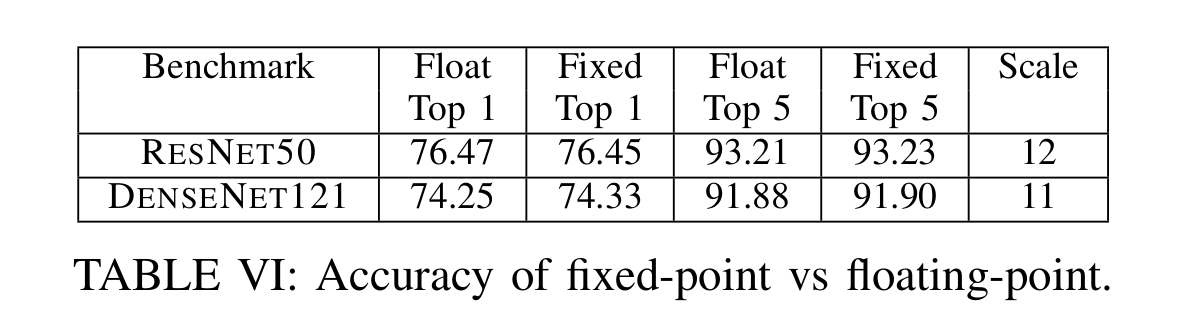 Benchmark Float Fixed Float Fixed Scale
Top 1 Top 1 Top 5 Top 5
RESNET50 76.47 76.45 93.21 93.23 12
DENSENET121 74.25 74.33 91.88 91.90 11
TABLE VI: Accuracy of fixed-point vs floating-point.